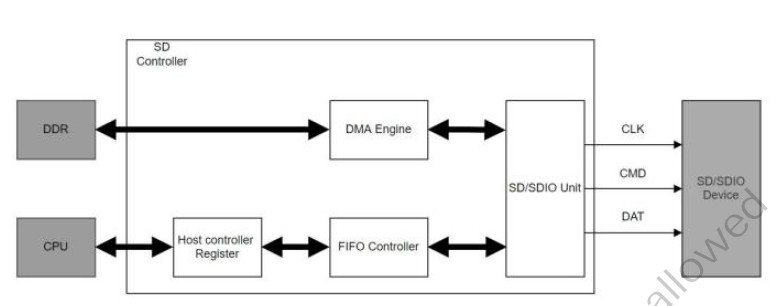 SD
Controller
DDR
DMA Engine
CLK
CMD
SD/SDIO Unit
SD/SDIO
Device
DAT
CPU
Host controller
Register
FIFO Controller
allowed